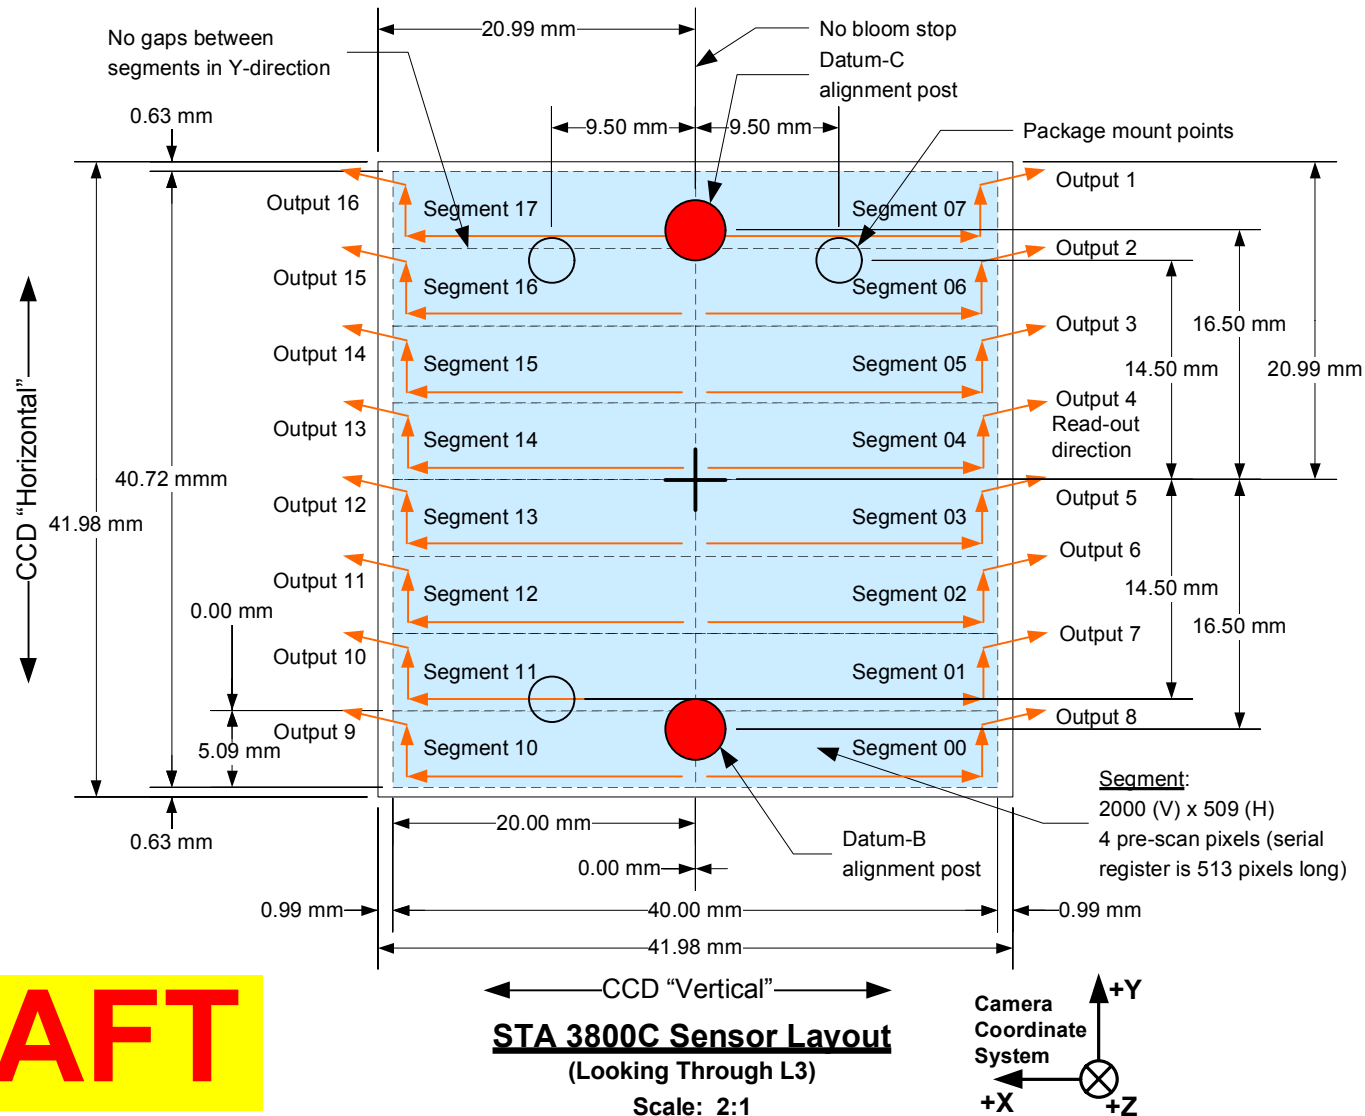 20.99 mm
No gaps between
segments in Y-direction
No bloom stop
Datum-C
alignment post
0.63 mm
9.50 mm
9.50 mm
Package mount points
Output 16
Segment 17
Segment 07
Output 1
Output 15
Segment 16
Segment 06
Output 2
Output 14
Segment 15
Segment 05
Output 3
16.50 mm
14.50 mm
20.99 mm
Output 13
Segment 14
Segment 04
Output 4
Read-out
direction
CCD "Horizontal"
40.72 mmm
41.98 mm
Output 12
Segment 13
Segment 03
Output 5
Output 11
Segment 12
Segment 02
Output 6
14.50 mm
16.50 mm
0.00 mm
Output 10
Segment 11
Segment 01
Output 7
Output 9
5.09 mm
Segment 10
Segment 00
Output 8
Segment:
2000 (V) x 509 (H)
4 pre-scan pixels (serial
register is 513 pixels long)
0.63 mm
20.00 mm
Datum-B
alignment post
0.00 mm
0.99 mm
40.00 mm
0.99 mm
41.98 mm
CCD "Vertical"
AFT
STA 3800C Sensor Layout
(Looking Through L3)
Scale: 2:1
Camera
Coordinate
System
+Y
+X
+Z